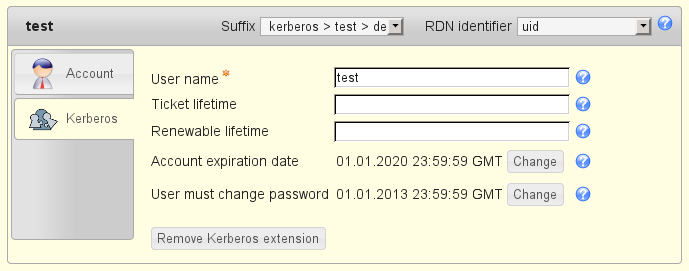 test Suffix kerberos > test > de RDN identifier uid
Account
Kerberos
User name * test
Ticket lifetime
Renewable lifetime
Account expiration date 01.01.2020 23:59:59 GMT Change
User must change password 01.01.2013 23:59:59 GMT Change
Remove Kerberos extension